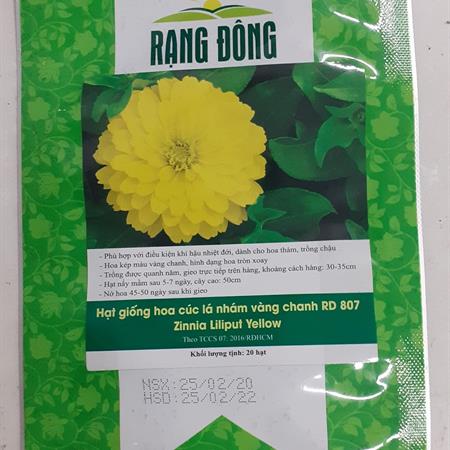 RẠNG ĐÔNG
- Phù hợp với điều kiện khí hậu nhiệt đới, dành cho hoa thảm, trồng chậu
- Hoa kép màu vàng chanh, hình dạng hoa tròn xoay
- Trồng được quanh năm, gieo trực tiếp trên hàng, khoảng cách hàng: 30-35cm
- Hạt nảy mầm sau 5-7 ngày, cây cao: 50cm
- Nở hoa 45-50 ngày sau khi gieo
Hạt giống hoa cúc lá nhám vàng chanh RD 807
Zinnia Liliput Yellow
Theo TCCS 07: 2016/RĐHCM
Khối lượng tịnh: 20 hạt
NSX:25/02/20
HSD:25/02/22